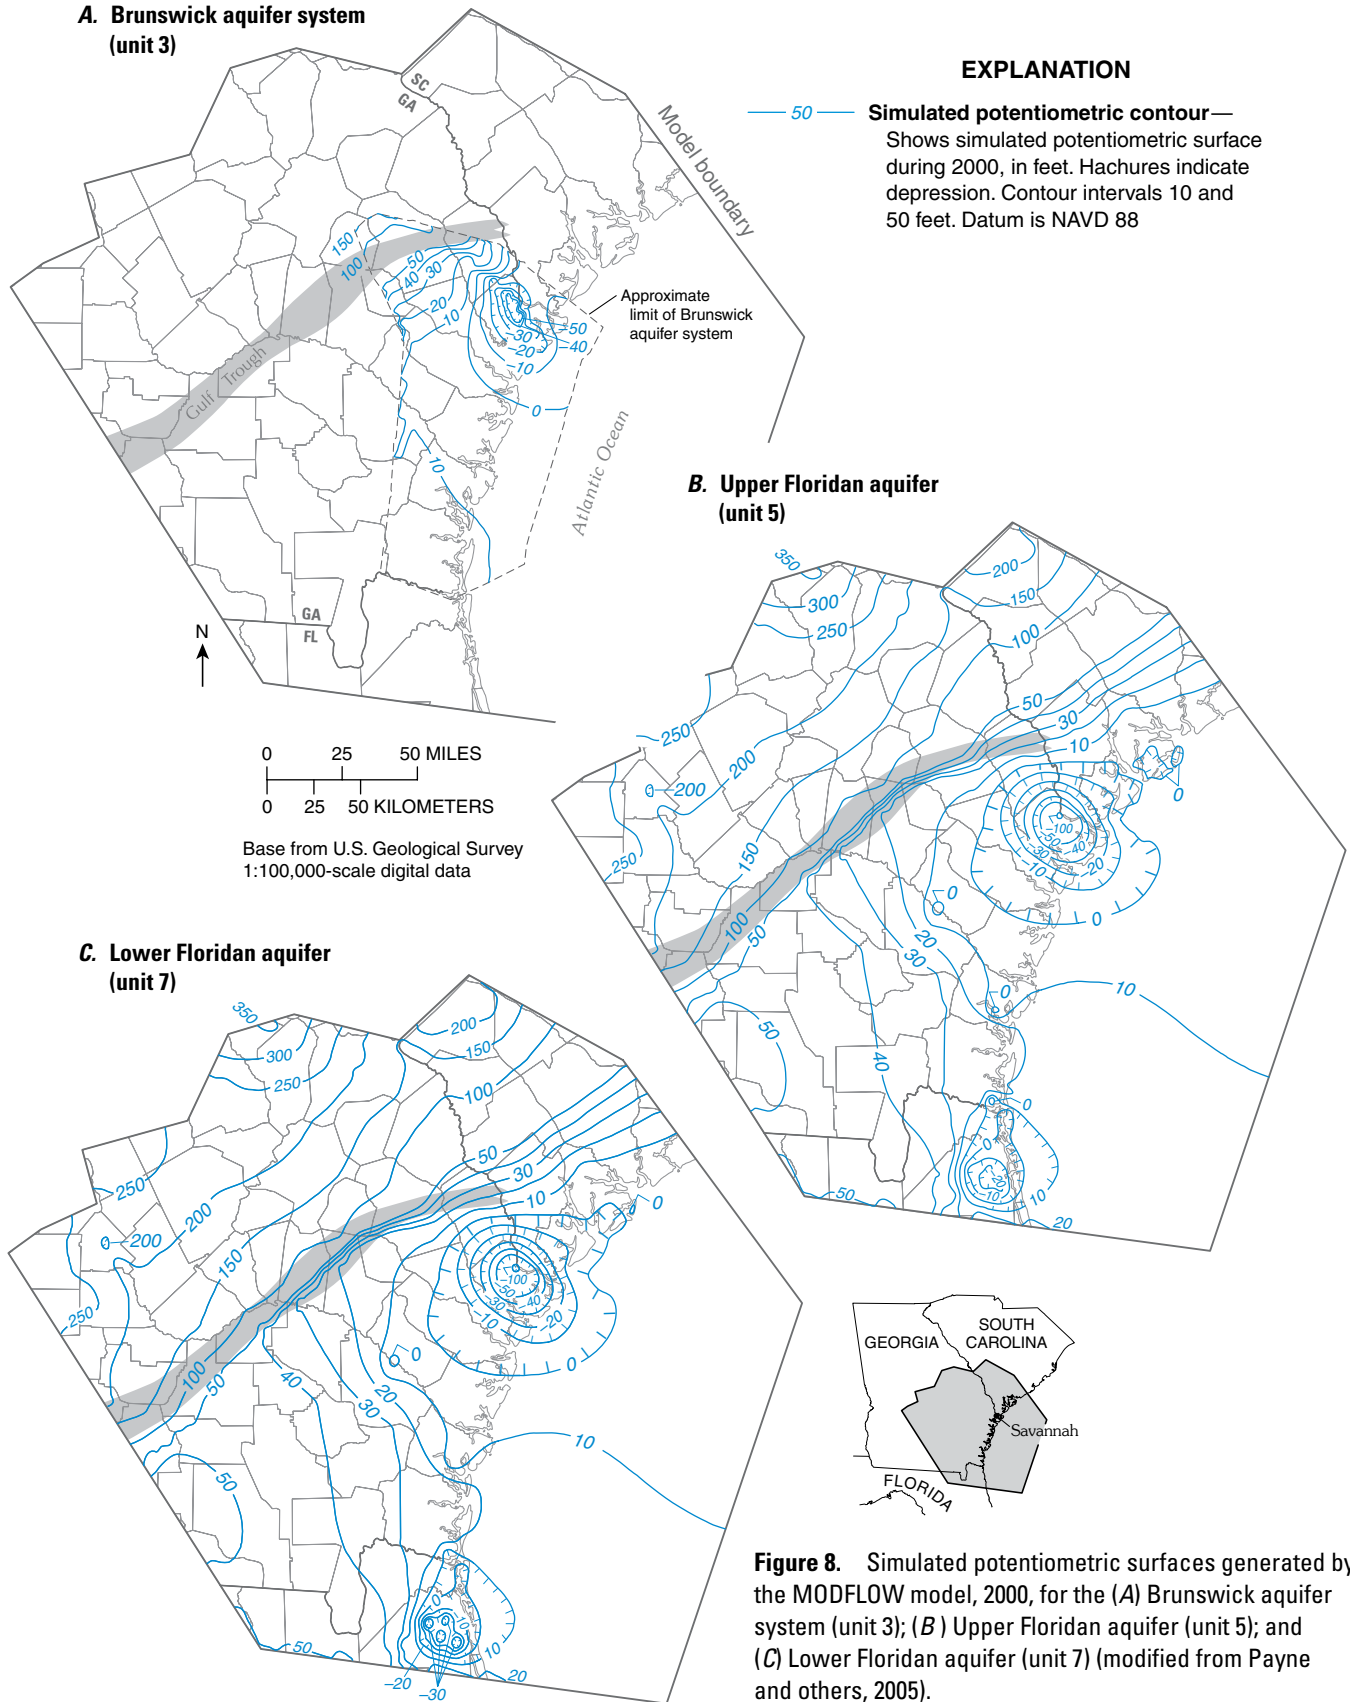 A. Brunswick aquifer system
(unit 3)
SC
GA
Model boundary
150
100
50
40
30
20
10
Approximate
limit of Brunswick
aquifer system
–50
–40
–30
–20
–10
0
Gulf Trough
10
Atlantic Ocean
GA
FL
N
EXPLANATION
50
Simulated potentiometric contour—
Shows simulated potentiometric surface
during 2000, in feet. Hachures indicate
depression. Contour intervals 10 and
50 feet. Datum is NAVD 88
0 25 50 MILES
0 25 50 KILOMETERS
Base from U.S. Geological Survey
1:100,000-scale digital data
B. Upper Floridan aquifer
(unit 5)
350
300
250
200
150
100
50
30
10
250
200
200
0
250
150
–100
–50
–40
–30
–20
–10
0
100
50
0
20
30
0
10
50
40
0
0
–20
–10
10
50
20
C. Lower Floridan aquifer
(unit 7)
350
300
250
200
150
100
50
30
10
0
250
200
200
150
250
–100
–50
–40
–30
–20
–10
0
0
100
50
40
20
30
10
50
0
10
10
50
20
–20
–30
GEORGIA
SOUTH
CAROLINA
Savannah
FLORIDA
Figure 8. Simulated potentiometric surfaces generated by
the MODFLOW model, 2000, for the (A) Brunswick aquifer
system (unit 3); (B ) Upper Floridan aquifer (unit 5); and
(C) Lower Floridan aquifer (unit 7) (modified from Payne
and others, 2005).